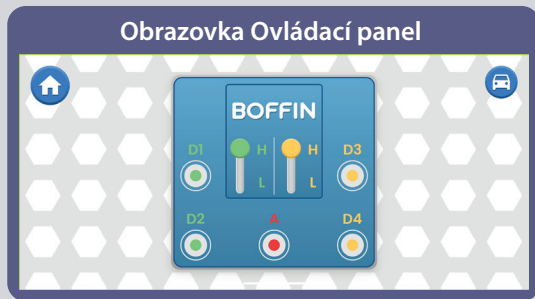 Obrazovka Ovládací panel
BOFFIN
D1 H H D3
L L
D2 A D4